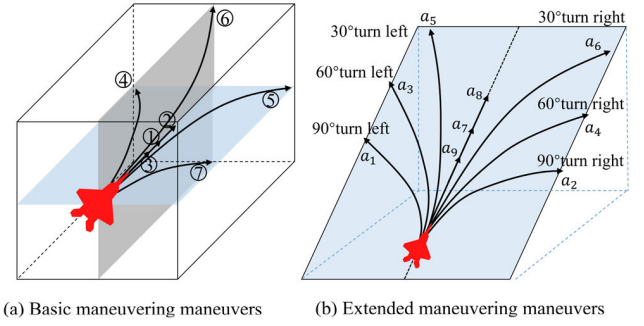 ⑥
④
②
①
③
⑤
⑦
(a) Basic maneuvering maneuvers
30°turn left
a5
30°turn right
a6
60°turn left
a3
a8
60°turn right
a4
a7
90°turn left
a1
a9
90°turn right
a2
(b) Extended maneuvering maneuvers